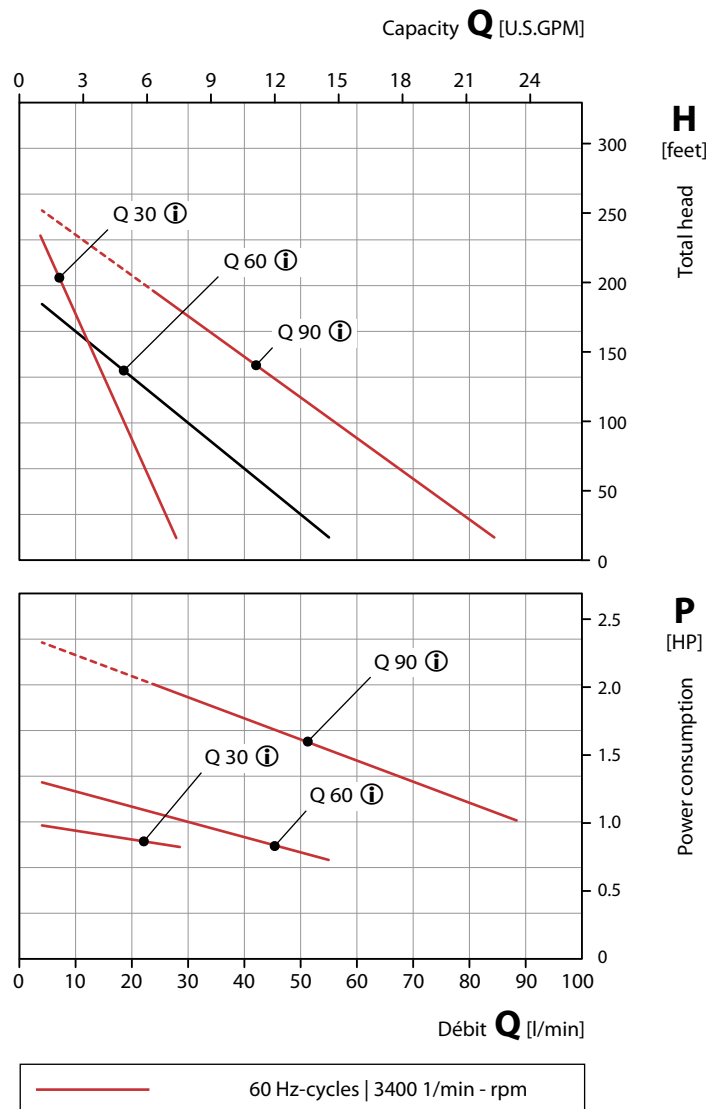 Capacity Q [U.S.GPM]
0 3 6 9 12 15 18 21 24
H
[feet]
Total head
300
250
200
150
100
50
0
Q 30 ⓘ
Q 60 ⓘ
Q 90 ⓘ
P
[HP]
Power consumption
2.5
2.0
1.5
1.0
0.5
0
Q 90 ⓘ
Q 30 ⓘ
Q 60 ⓘ
0 10 20 30 40 50 60 70 80 90 100
Débit Q [l/min]
60 Hz-cycles | 3400 1/min - rpm